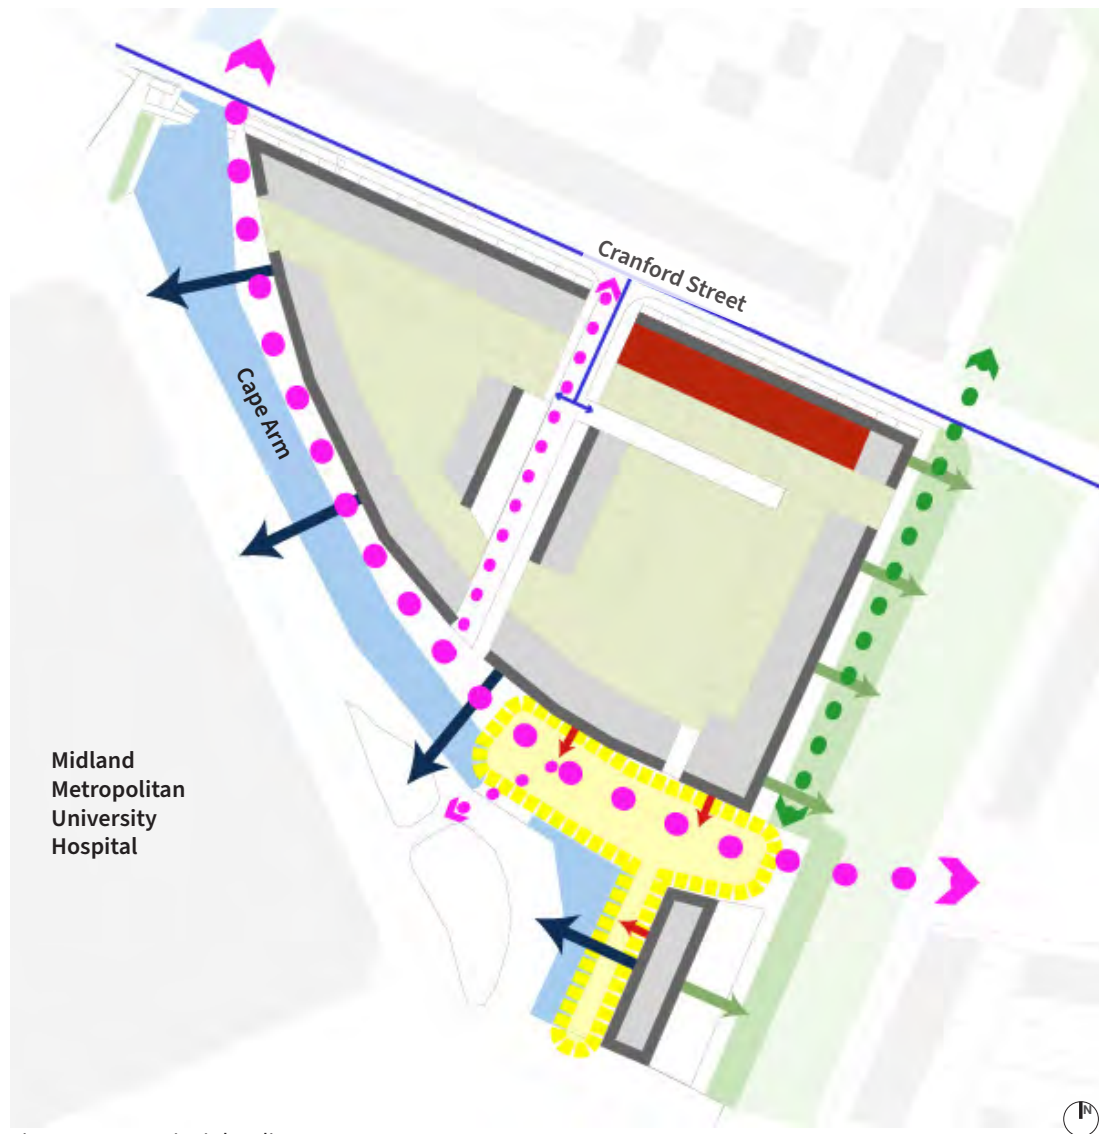 Cranford Street
Cape Arm
Midland
Metropolitan
University
Hospital
N